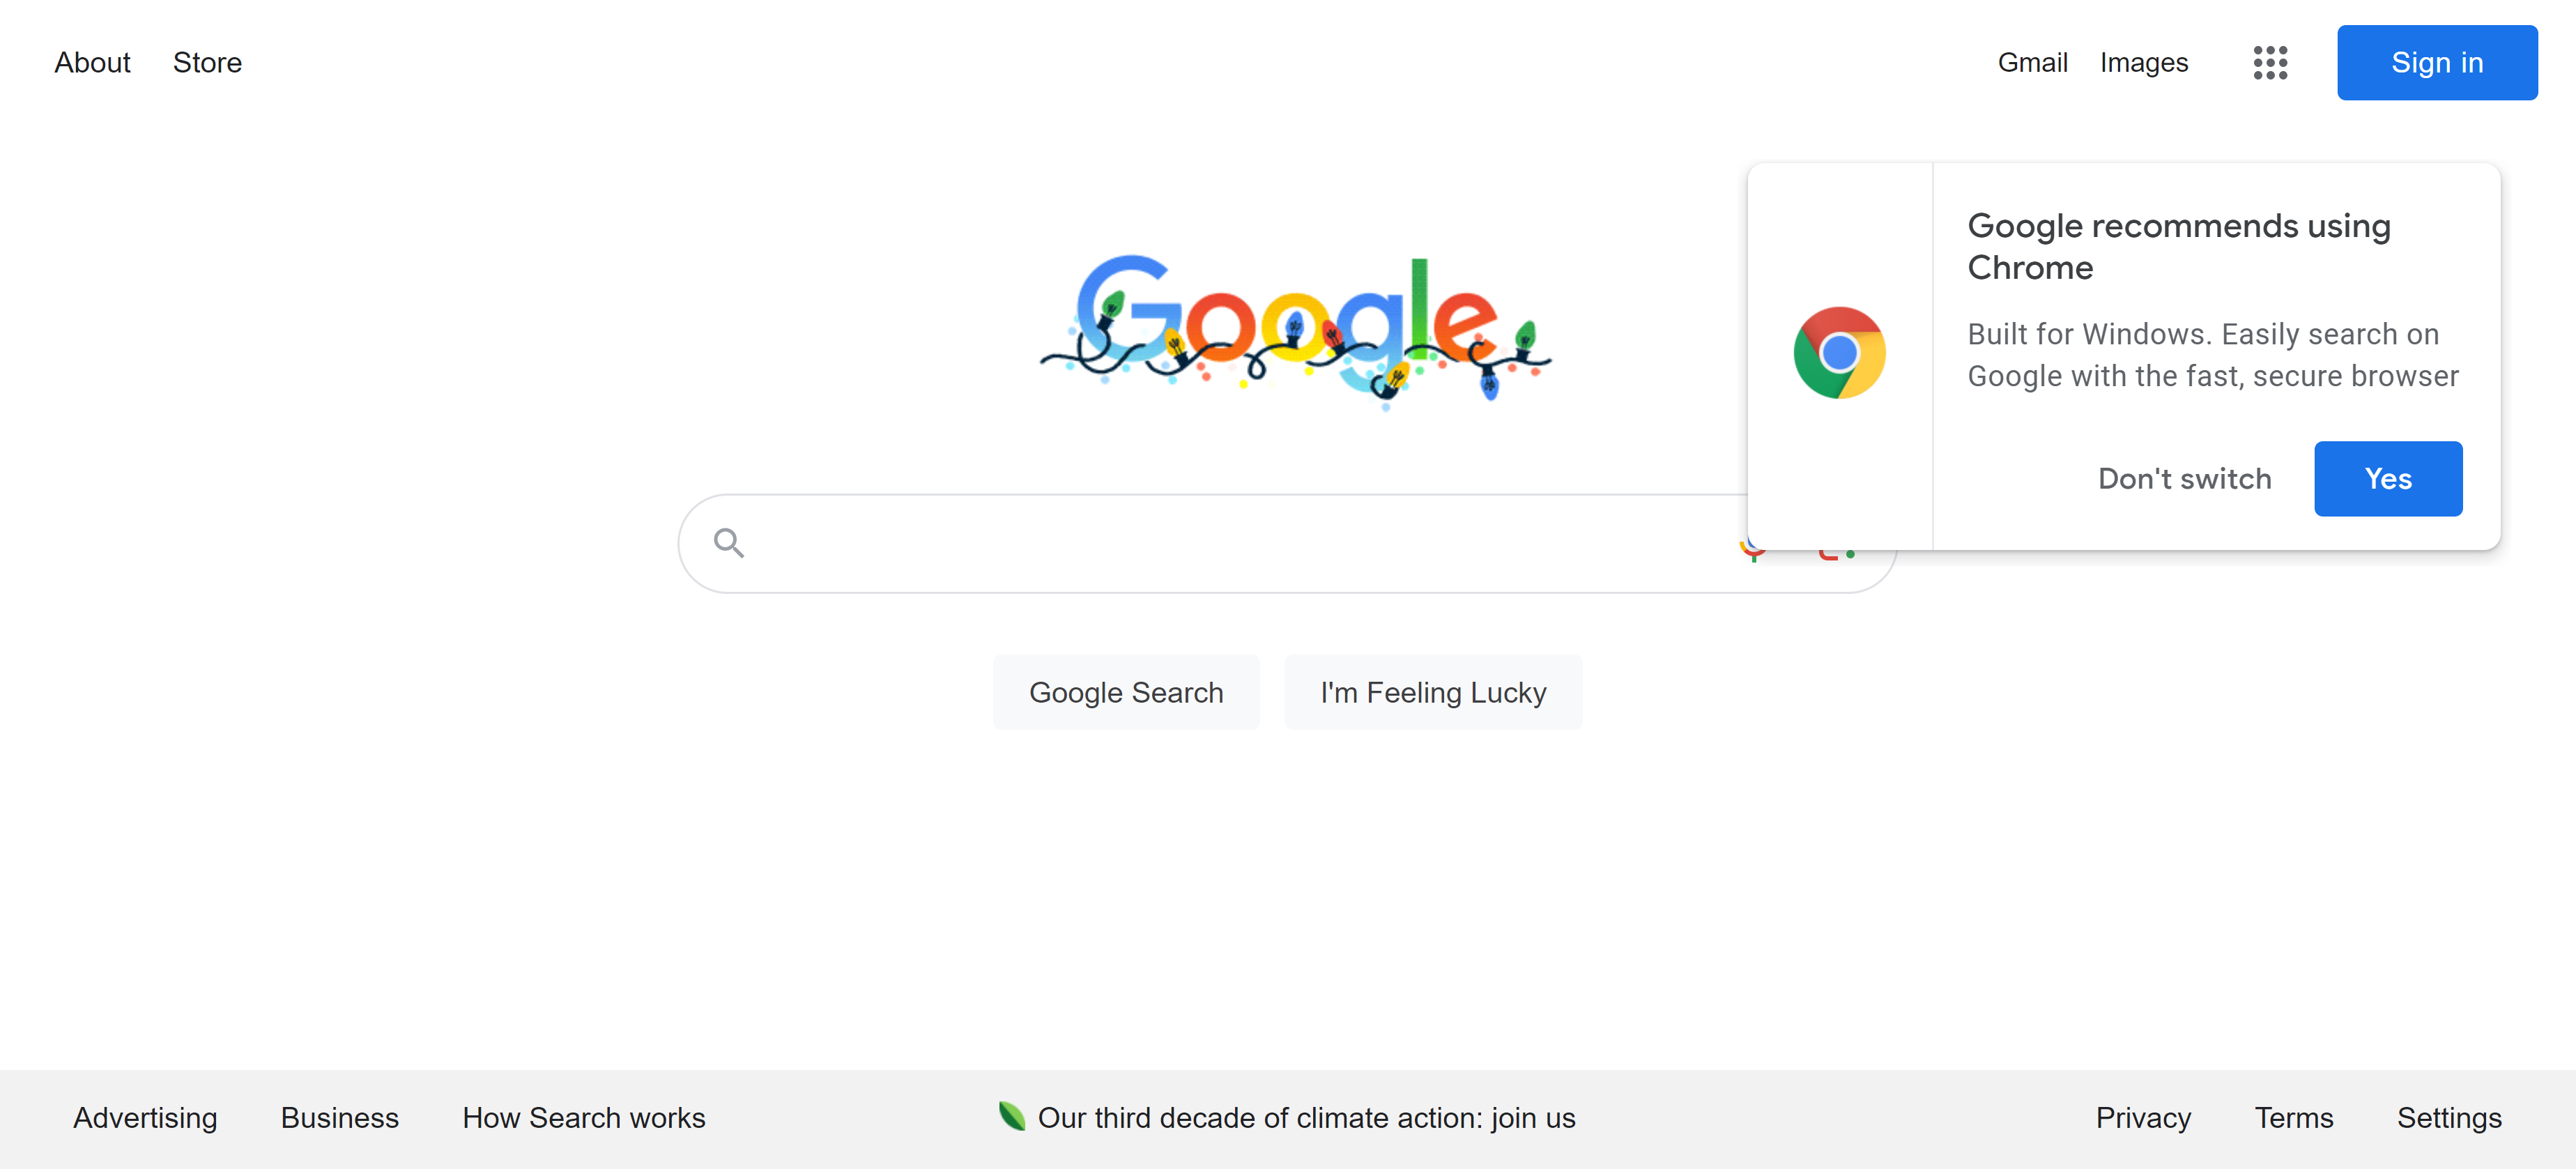 About Store
Gmail Images Sign in
Google
Google recommends using
Chrome
Built for Windows. Easily search on
Google with the fast, secure browser
Don't switch Yes
Google Search I'm Feeling Lucky
Advertising Business How Search works
Our third decade of climate action: join us
Privacy Terms Settings